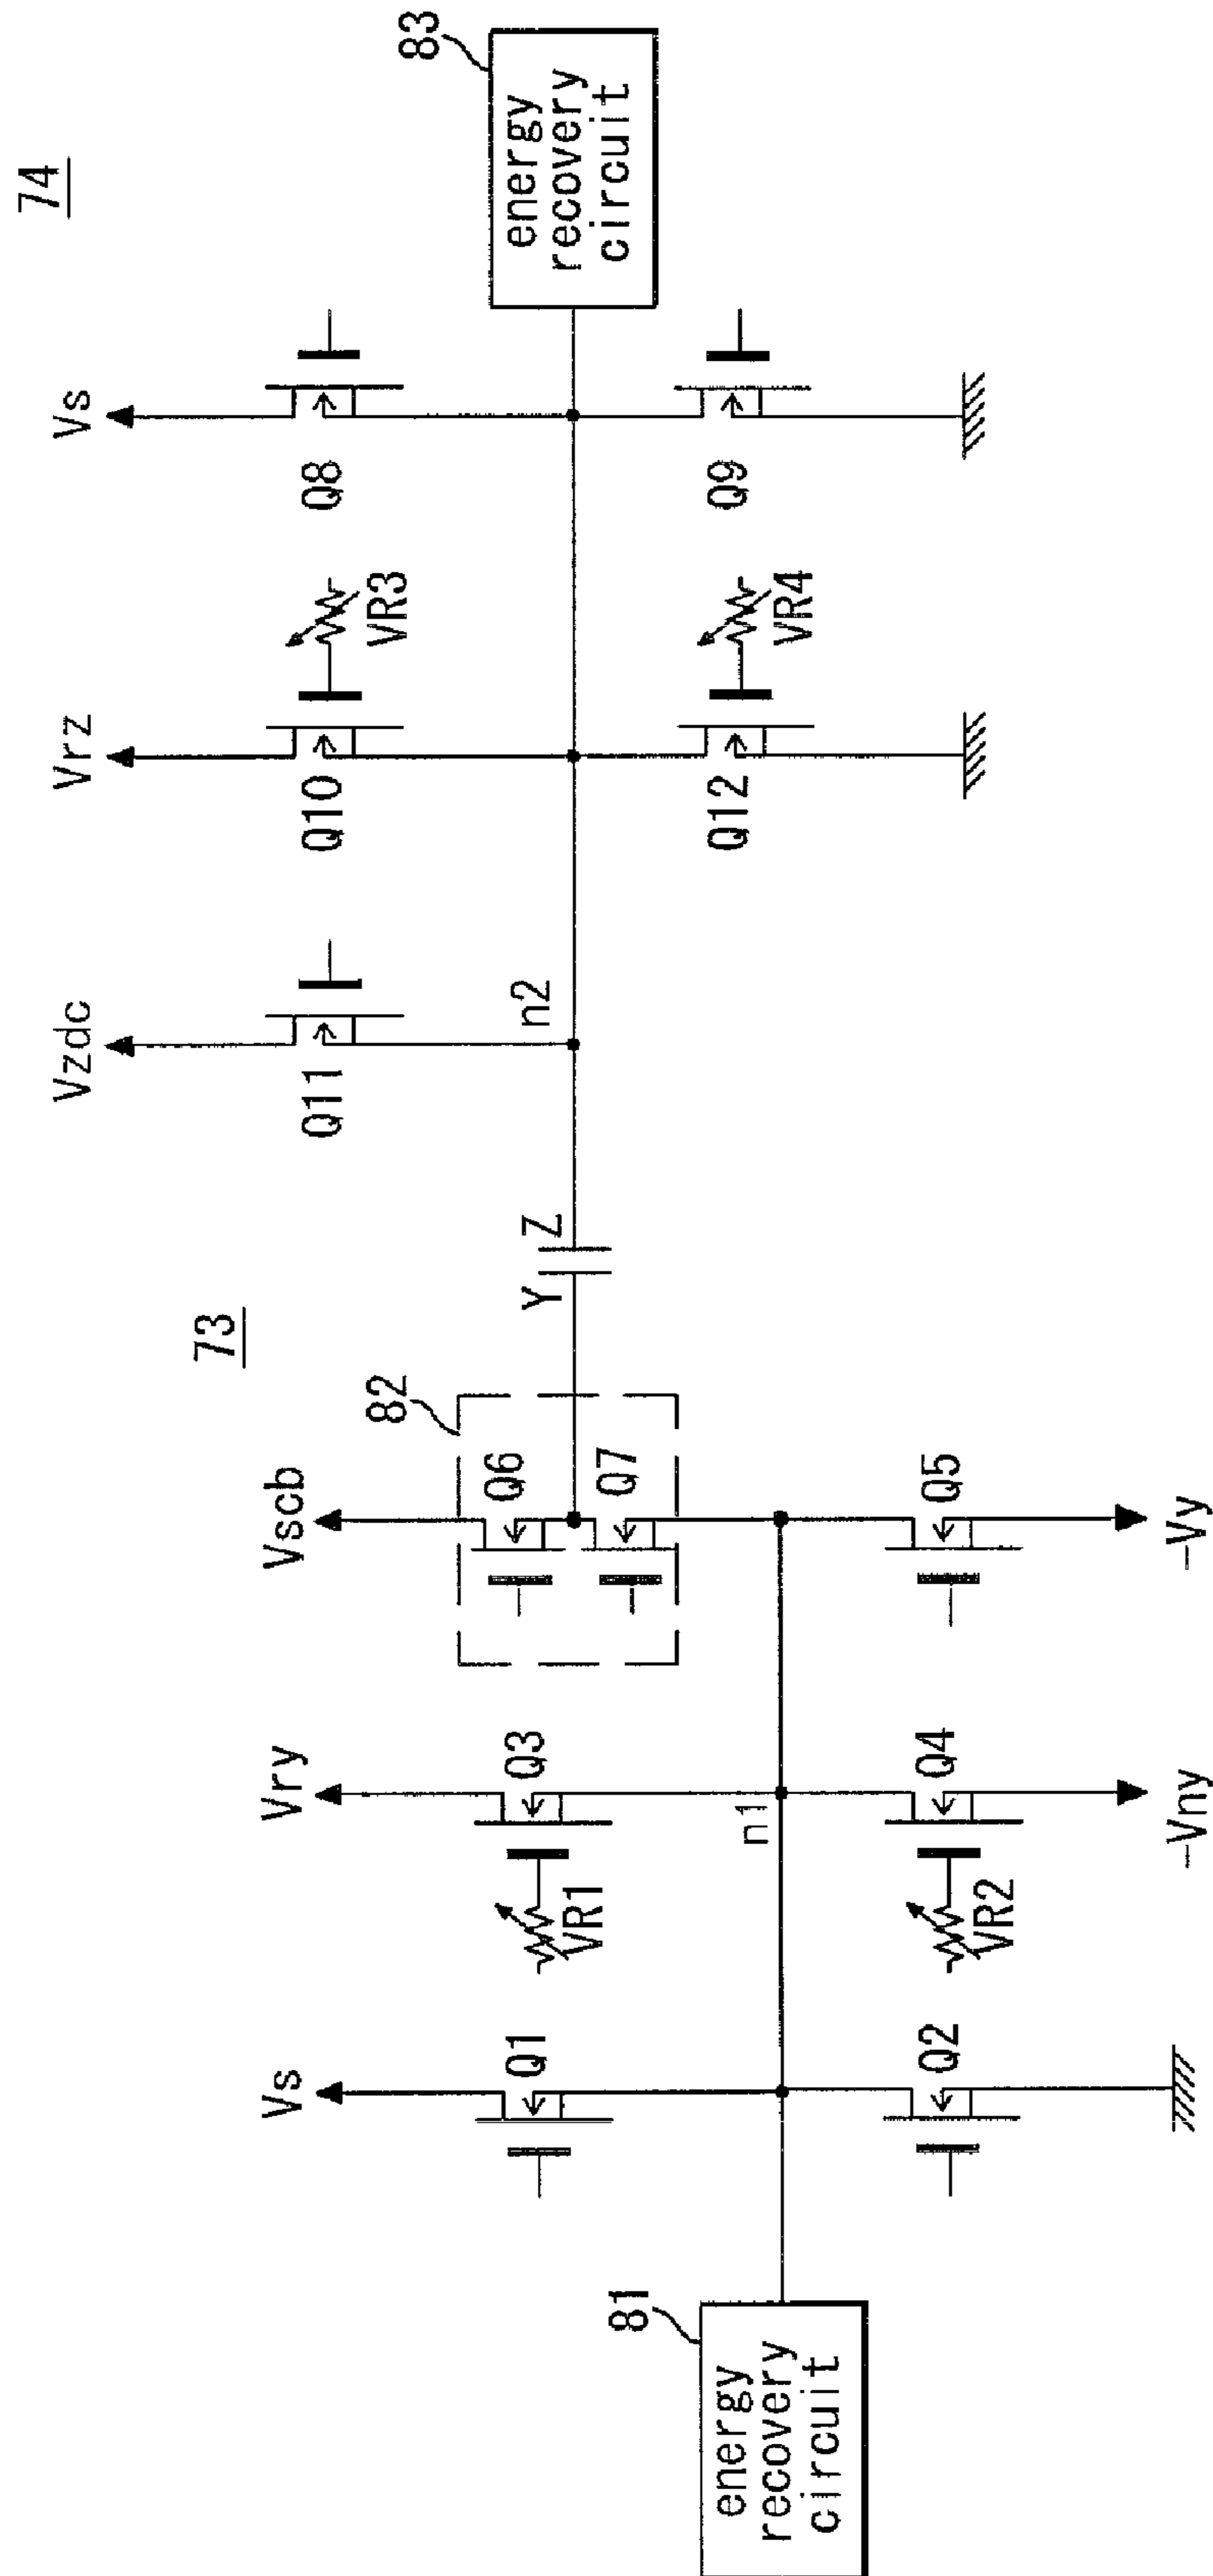 74
83
energy
recovery
circuit
Vs
Q8
Q9
Vrz
Q10
VR3
Q12
VR4
Vzdc
Q11
n2
73
Y
Z
82
Vscb
Q6
Q7
Q5
-Vy
Vry
Q3
VR1
n1
Q4
VR2
-Vny
Vs
Q1
Q2
81
energy
recovery
circuit